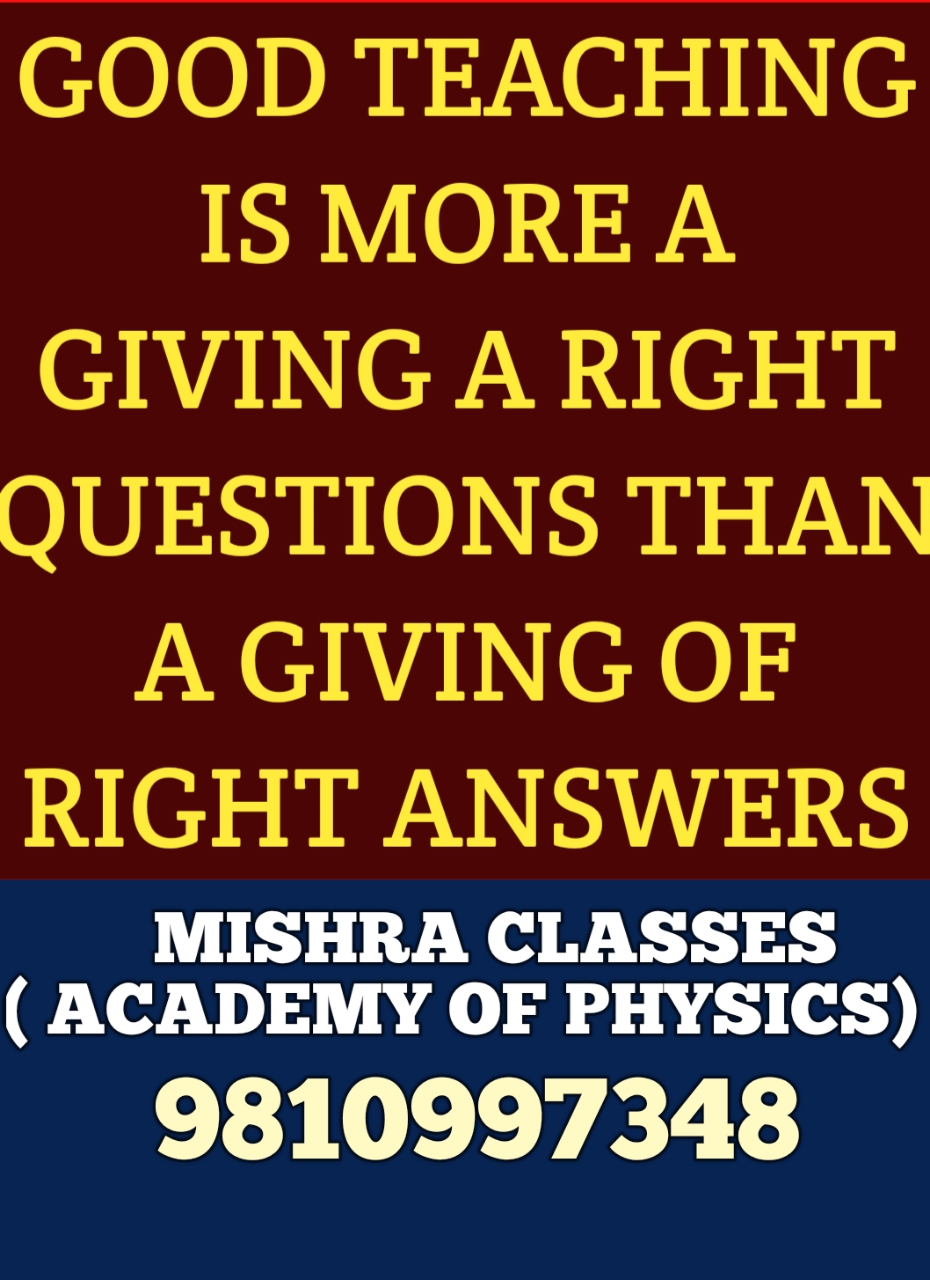 GOOD TEACHING
IS MORE A
GIVING A RIGHT
QUESTIONS THAN
A GIVING OF
RIGHT ANSWERS
MISHRA CLASSES
( ACADEMY OF PHYSICS)
9810997348